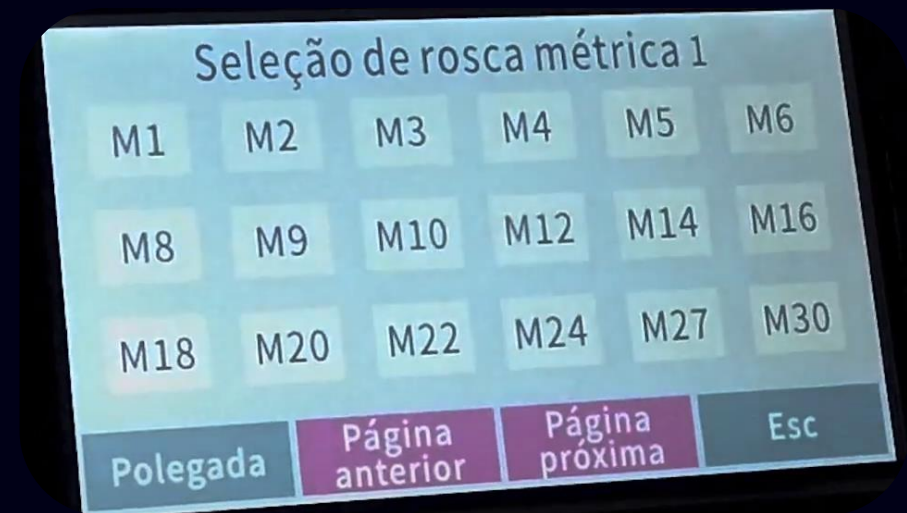 Seleção de rosca métrica 1
M1 M2 M3 M4 M5 M6
M8 M9 M10 M12 M14 M16
M18 M20 M22 M24 M27 M30
Polegada
Página
anterior
Página
próxima
Esc